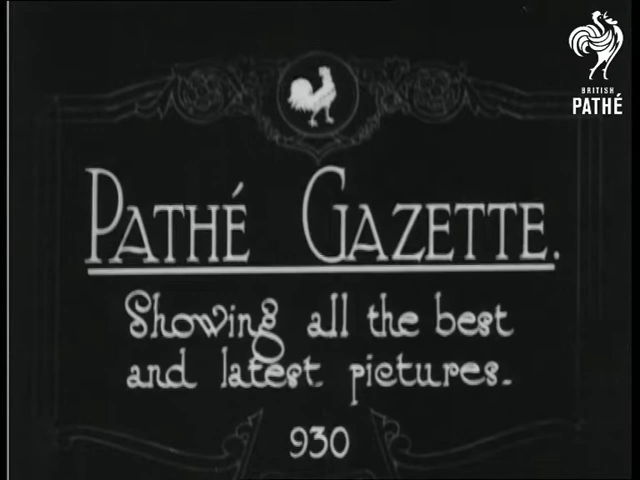 BRITISH
PATHÉ
PATHÉ GAZETTE.
Showing all the best
and latest pictures.
930